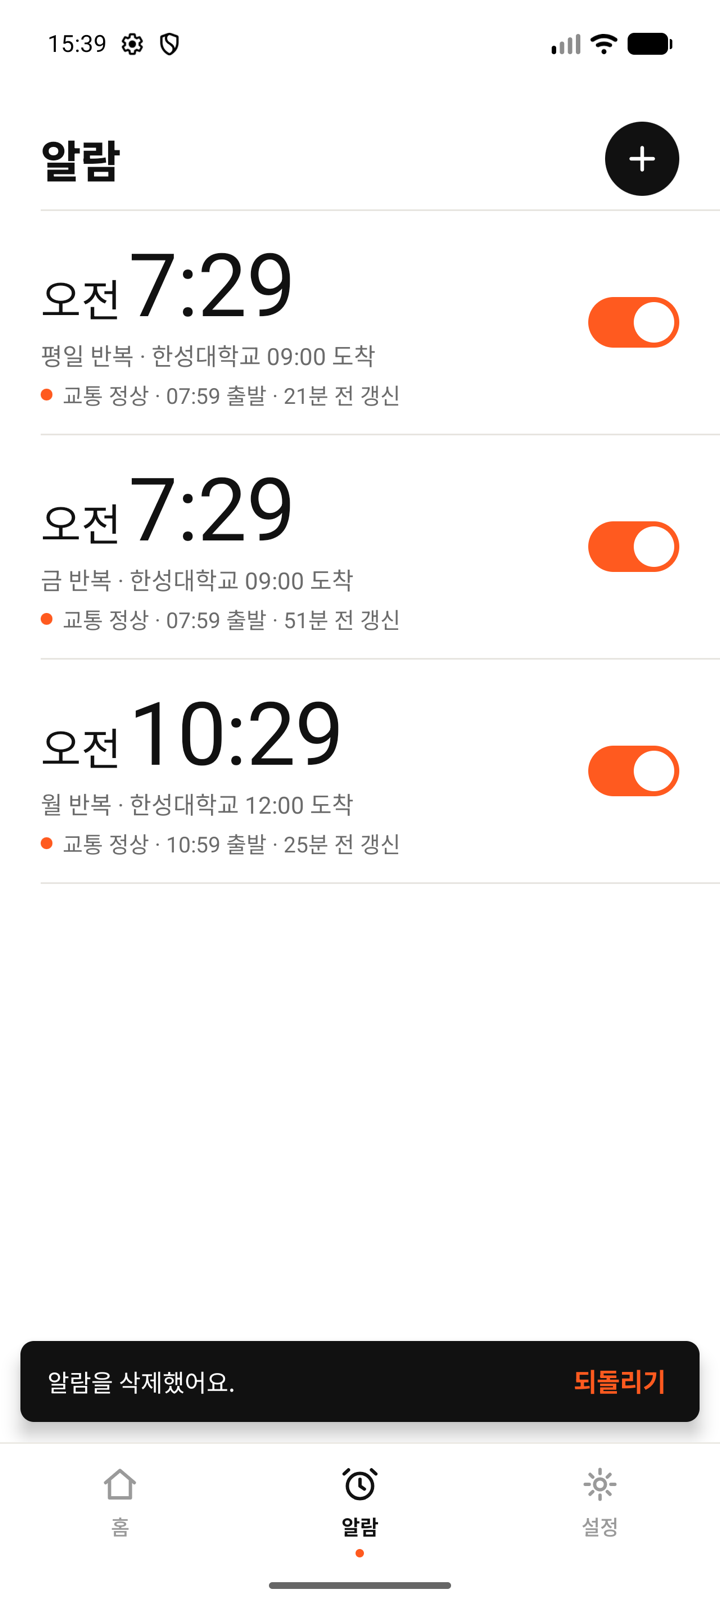 15:39
알람
오전 7:29
평일 반복 · 한성대학교 09:00 도착
교통 정상 · 07:59 출발 · 21분 전 갱신
오전 7:29
금 반복 · 한성대학교 09:00 도착
교통 정상 · 07:59 출발 · 51분 전 갱신
오전 10:29
월 반복 · 한성대학교 12:00 도착
교통 정상 · 10:59 출발 · 25분 전 갱신
알람을 삭제했어요. 되돌리기
홈 알람 설정